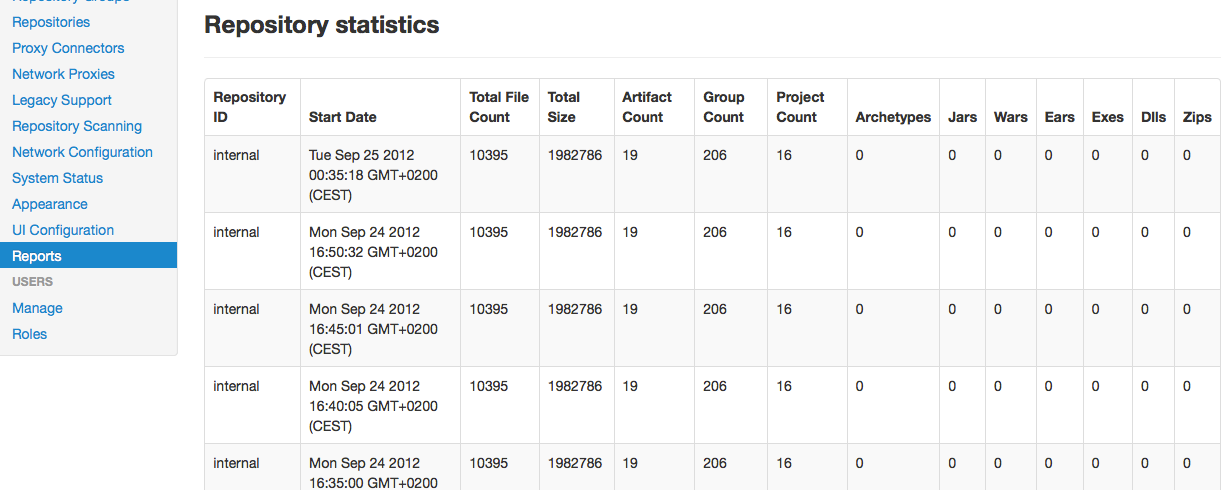 Repository Groups
Repositories
Proxy Connectors
Network Proxies
Legacy Support
Repository Scanning
Network Configuration
System Status
Appearance
UI Configuration
Reports
USERS
Manage
Roles
Repository statistics
Repository ID Start Date Total File Count Total Size Artifact Count Group Count Project Count Archetypes Jars Wars Ears Exes Dlls Zips
internal Tue Sep 25 2012 10395 1982786 19 206 16 0 0 0 0 0 0 0
00:35:18 GMT+0200
(CEST)
internal Mon Sep 24 2012 10395 1982786 19 206 16 0 0 0 0 0 0 0
16:50:32 GMT+0200
(CEST)
internal Mon Sep 24 2012 10395 1982786 19 206 16 0 0 0 0 0 0 0
16:45:01 GMT+0200
(CEST)
internal Mon Sep 24 2012 10395 1982786 19 206 16 0 0 0 0 0 0 0
16:40:05 GMT+0200
(CEST)
internal Mon Sep 24 2012 10395 1982786 19 206 16 0 0 0 0 0 0 0
16:35:00 GMT+0200